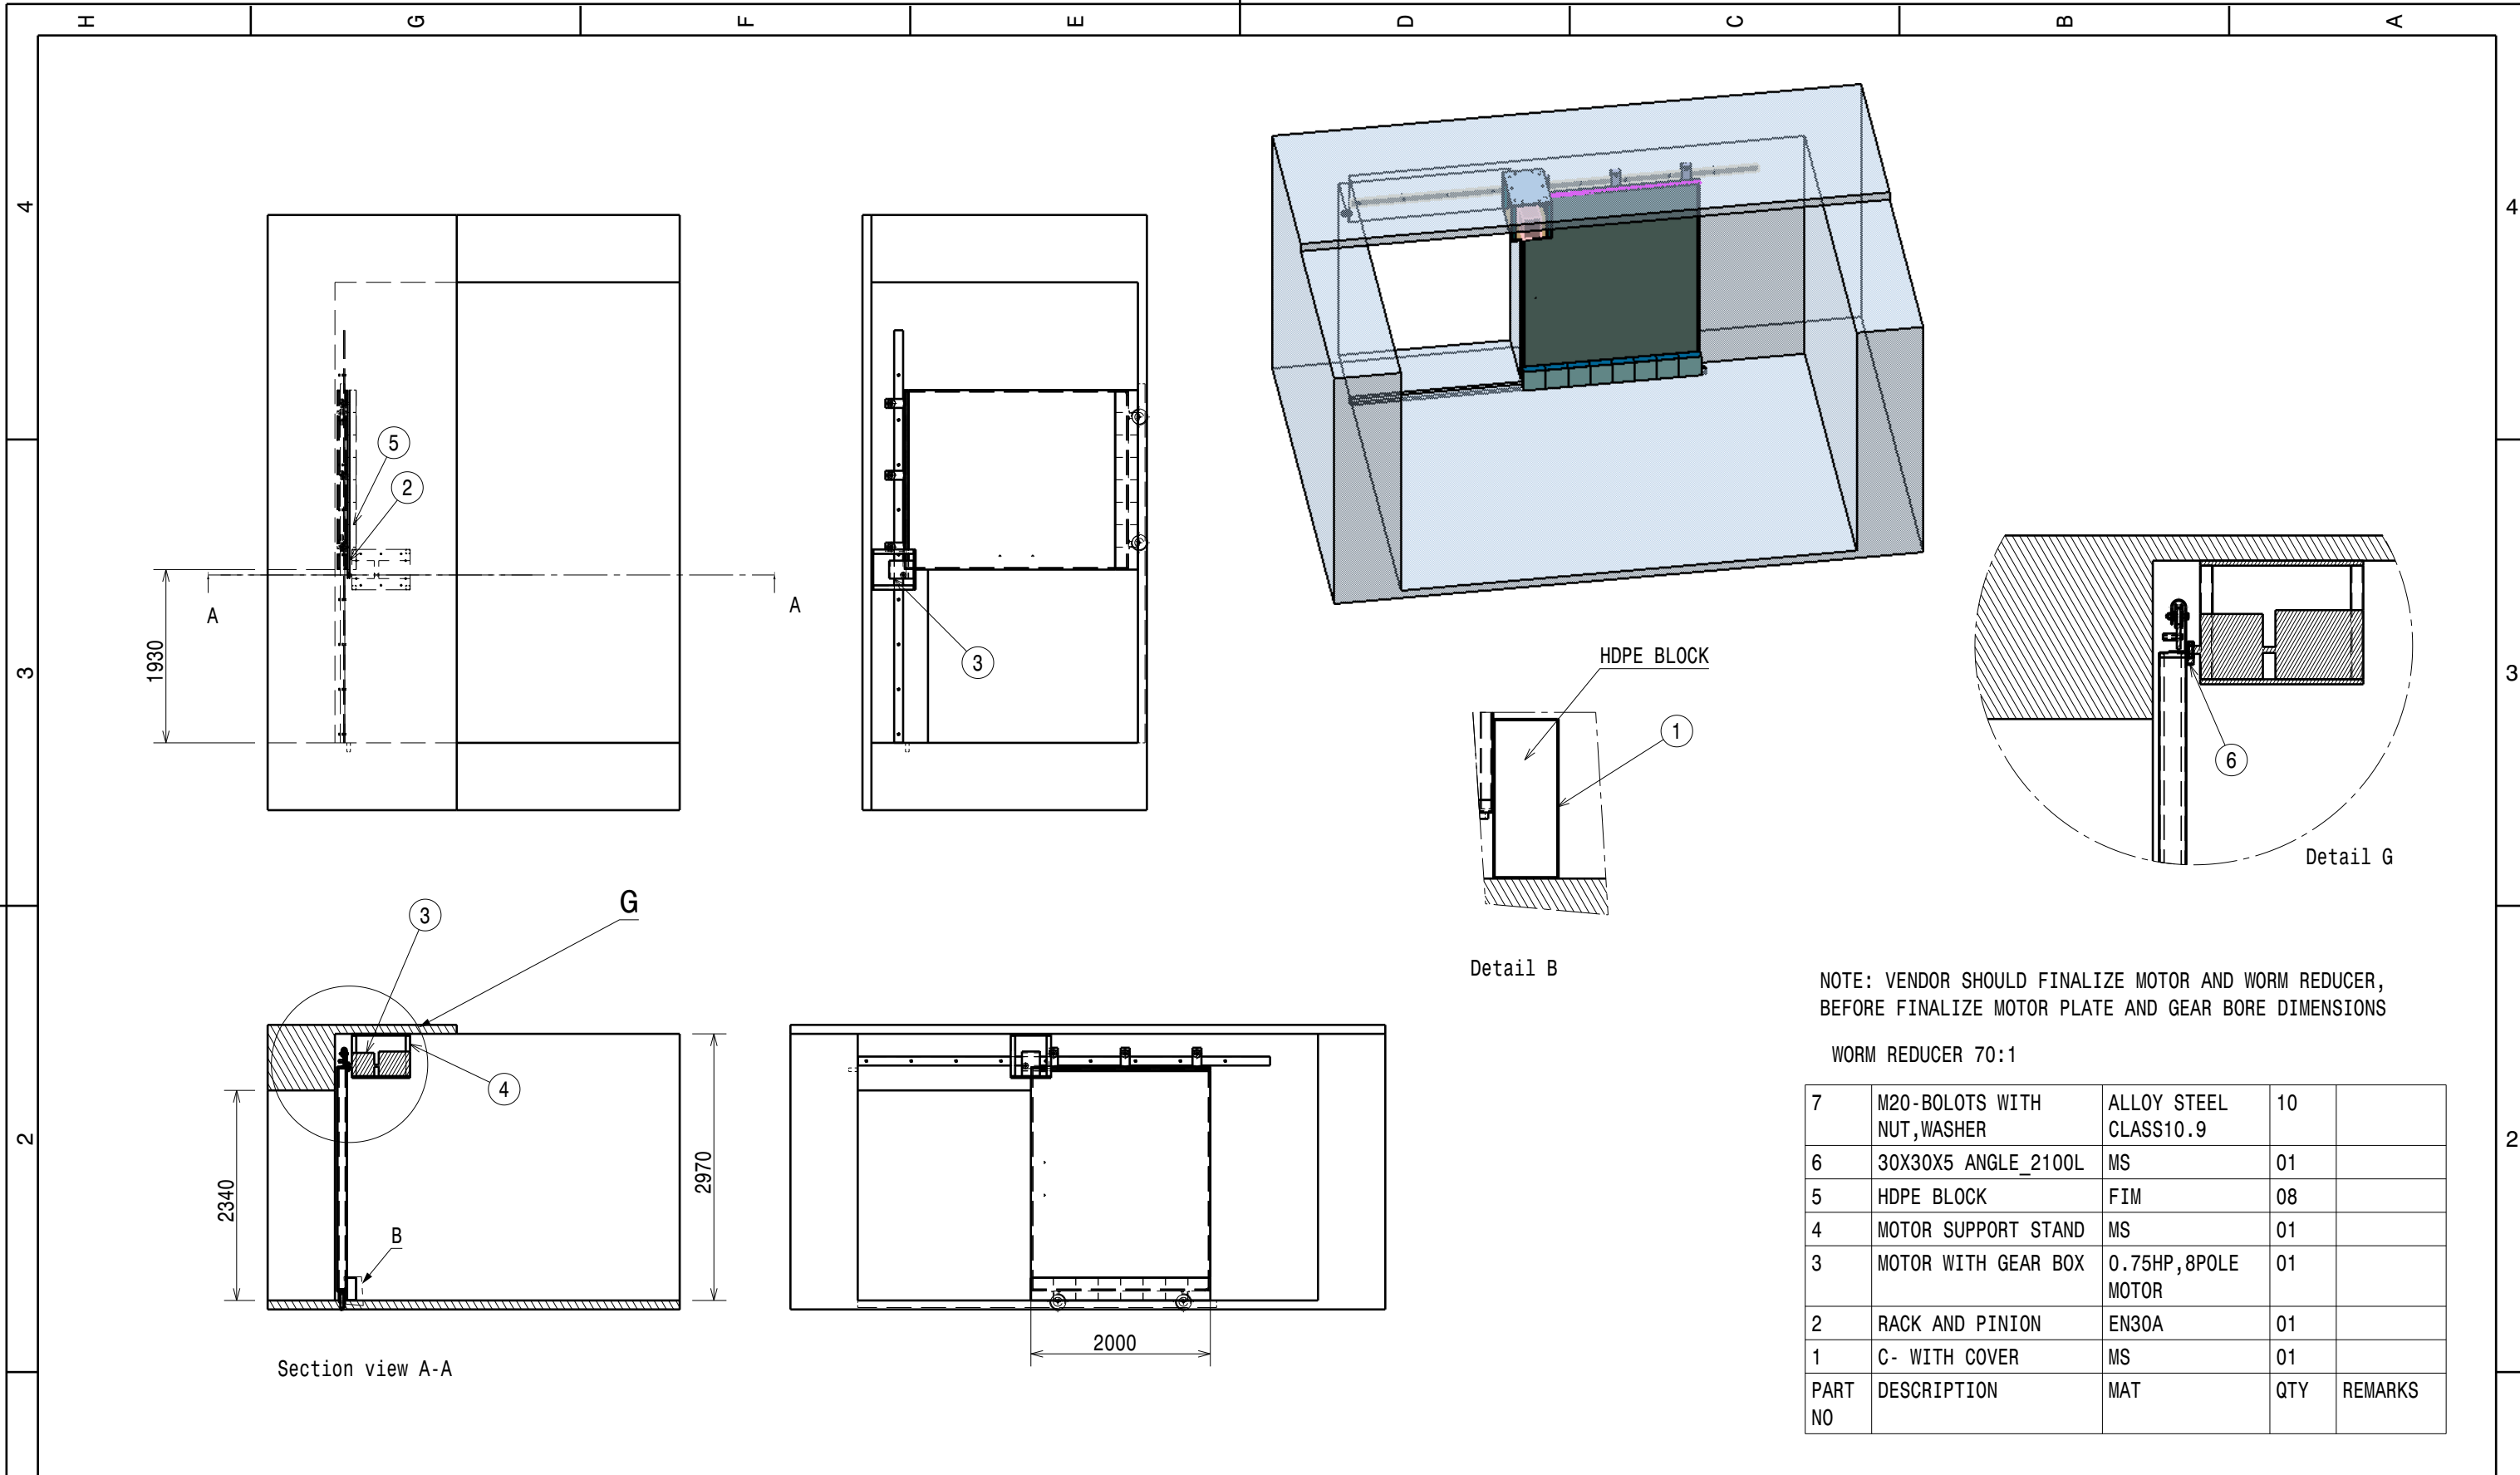 H G F E D C B A
4
4
3
3
2
2
5
2
A
A
1930
3
HDPE BLOCK
1
Detail B
6
Detail G
3
G
4
2340
B
2970
Section view A-A
2000
NOTE: VENDOR SHOULD FINALIZE MOTOR AND WORM REDUCER,
BEFORE FINALIZE MOTOR PLATE AND GEAR BORE DIMENSIONS
WORM REDUCER 70:1
7 M20-BOLOTS WITH ALLOY STEEL 10
NUT,WASHER CLASS10.9
6 30X30X5 ANGLE_2100L MS 01
5 HDPE BLOCK FIM 08
4 MOTOR SUPPORT STAND MS 01
3 MOTOR WITH GEAR BOX 0.75HP,8POLE 01
MOTOR
2 RACK AND PINION EN30A 01
1 C- WITH COVER MS 01
PART DESCRIPTION MAT QTY REMARKS
NO